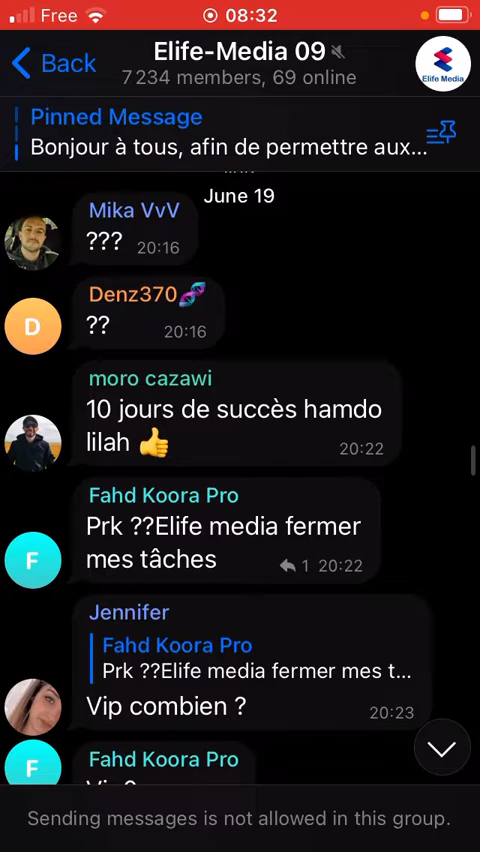 Free 08:32
Back
Elife-Media 09
7 234 members, 69 online
Elife Media
Pinned Message
Bonjour à tous, afin de permettre aux...
June 19
Mika VvV
??? 20:16
D
Denz370🧬
?? 20:16
moro cazawi
10 jours de succès hamdo
lilah 👍 20:22
Fahd Koora Pro
Prk ??Elife media fermer
F
mes tâches 1 20:22
Jennifer
Fahd Koora Pro
Prk ??Elife media fermer mes t...
Vip combien ? 20:23
F
Fahd Koora Pro
Sending messages is not allowed in this group.